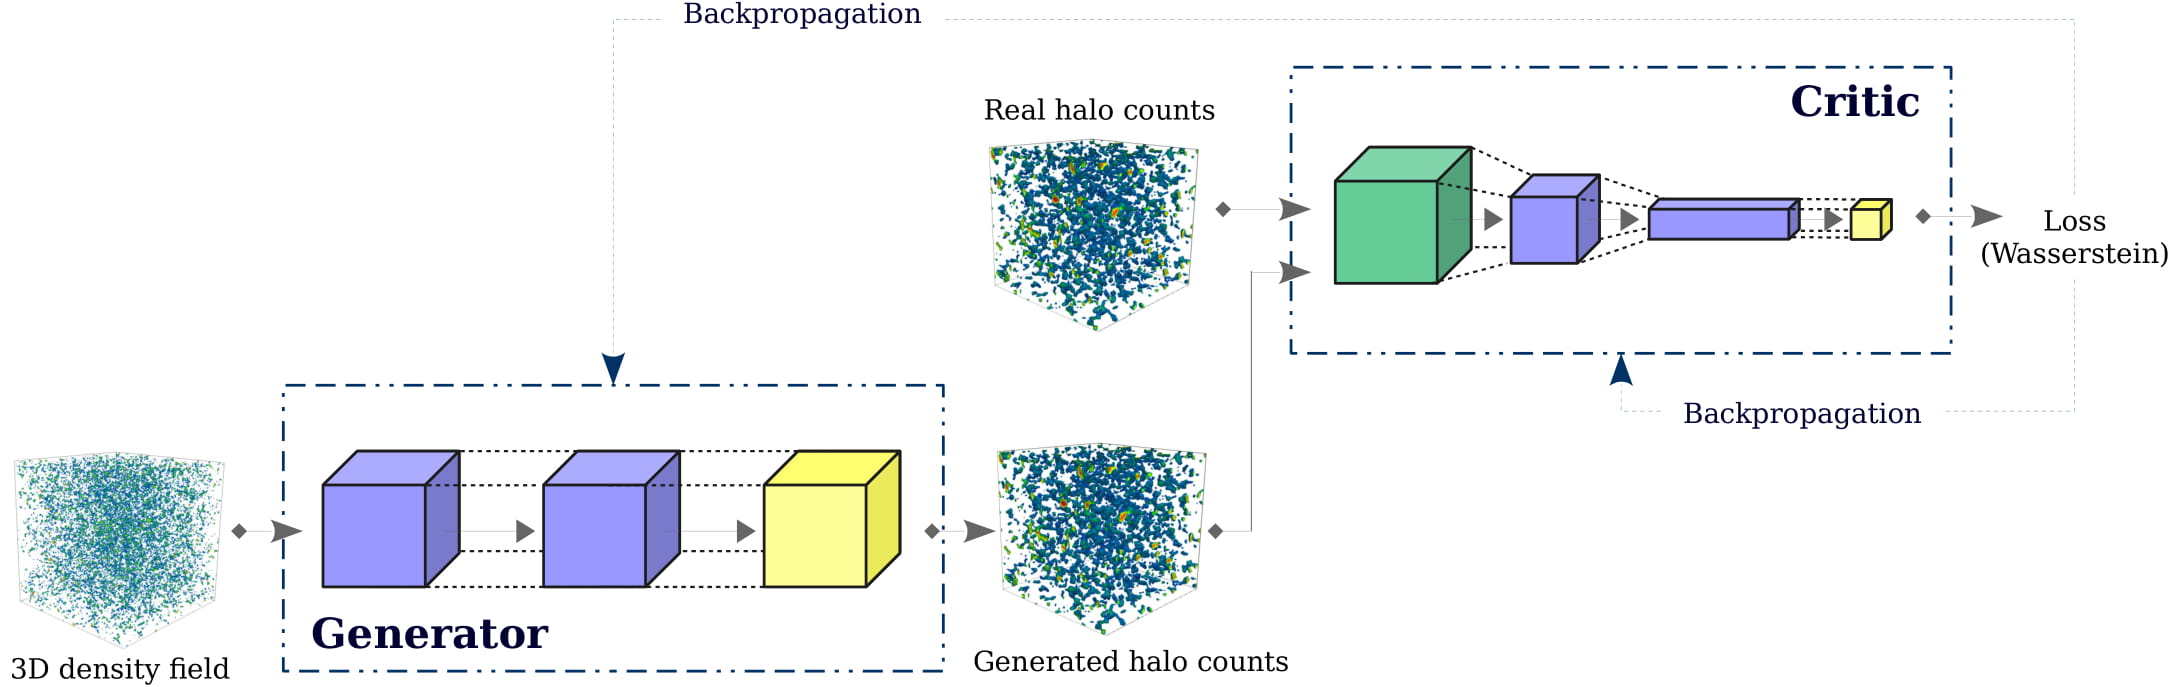 Backpropagation
Real halo counts
Critic
Loss
(Wasserstein)
Backpropagation
Generator
3D density field
Generated halo counts